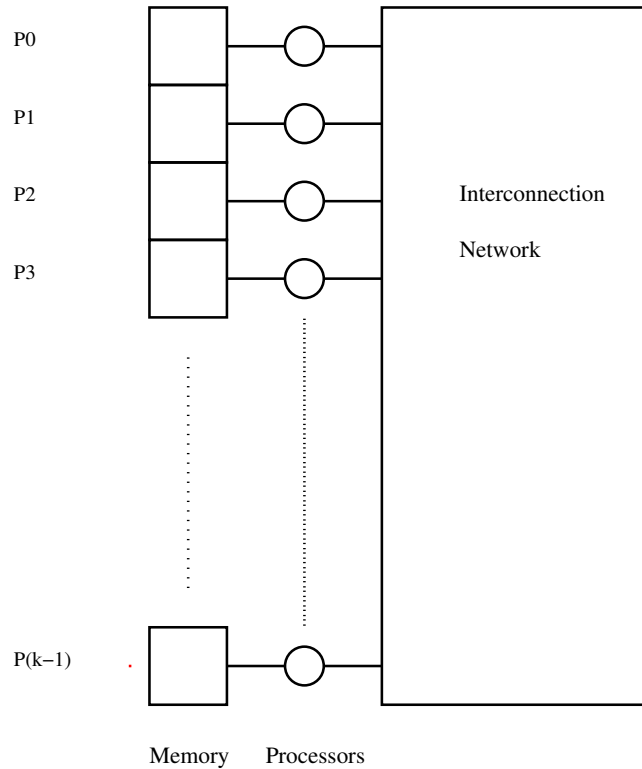 P0
P1
P2
Interconnection
Network
P3
P(k−1)
Memory Processors